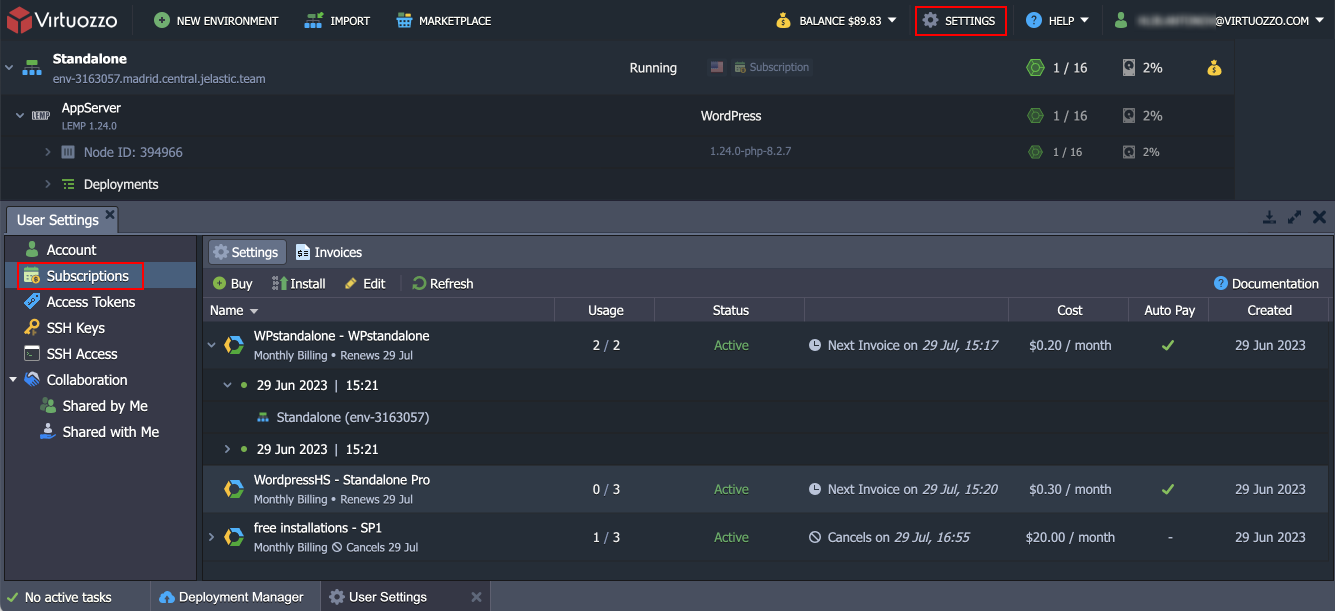 Virtuozzo NEW ENVIRONMENT IMPORT MARKETPLACE BALANCE $89.83 SETTINGS ? HELP @VIRTUOZZO.COM
Standalone
env-3163057.madrid.central.jelastic.team
Running Subscription 1 / 16 2%
AppServer
LEMP LEMP 1.24.0
WordPress 1 / 16 2%
Node ID: 394966 1.24.0-php-8.2.7 1 / 16 2%
Deployments
User Settings
Account
Subscriptions
Access Tokens
SSH Keys
SSH Access
Collaboration
Shared by Me
Shared with Me
Settings Invoices
Buy Install Edit Refresh ? Documentation
Name Usage Status Cost Auto Pay Created
WPstandalone - WPstandalone
Monthly Billing • Renews 29 Jul
2 / 2 Active Next Invoice on 29 Jul, 15:17 $0.20 / month 29 Jun 2023
29 Jun 2023 | 15:21
Standalone (env-3163057)
29 Jun 2023 | 15:21
WordpressHS - Standalone Pro
Monthly Billing • Renews 29 Jul
0 / 3 Active Next Invoice on 29 Jul, 15:20 $0.30 / month 29 Jun 2023
free installations - SP1
Monthly Billing Cancels 29 Jul
1 / 3 Active Cancels on 29 Jul, 16:55 $20.00 / month - 29 Jun 2023
No active tasks Deployment Manager User Settings